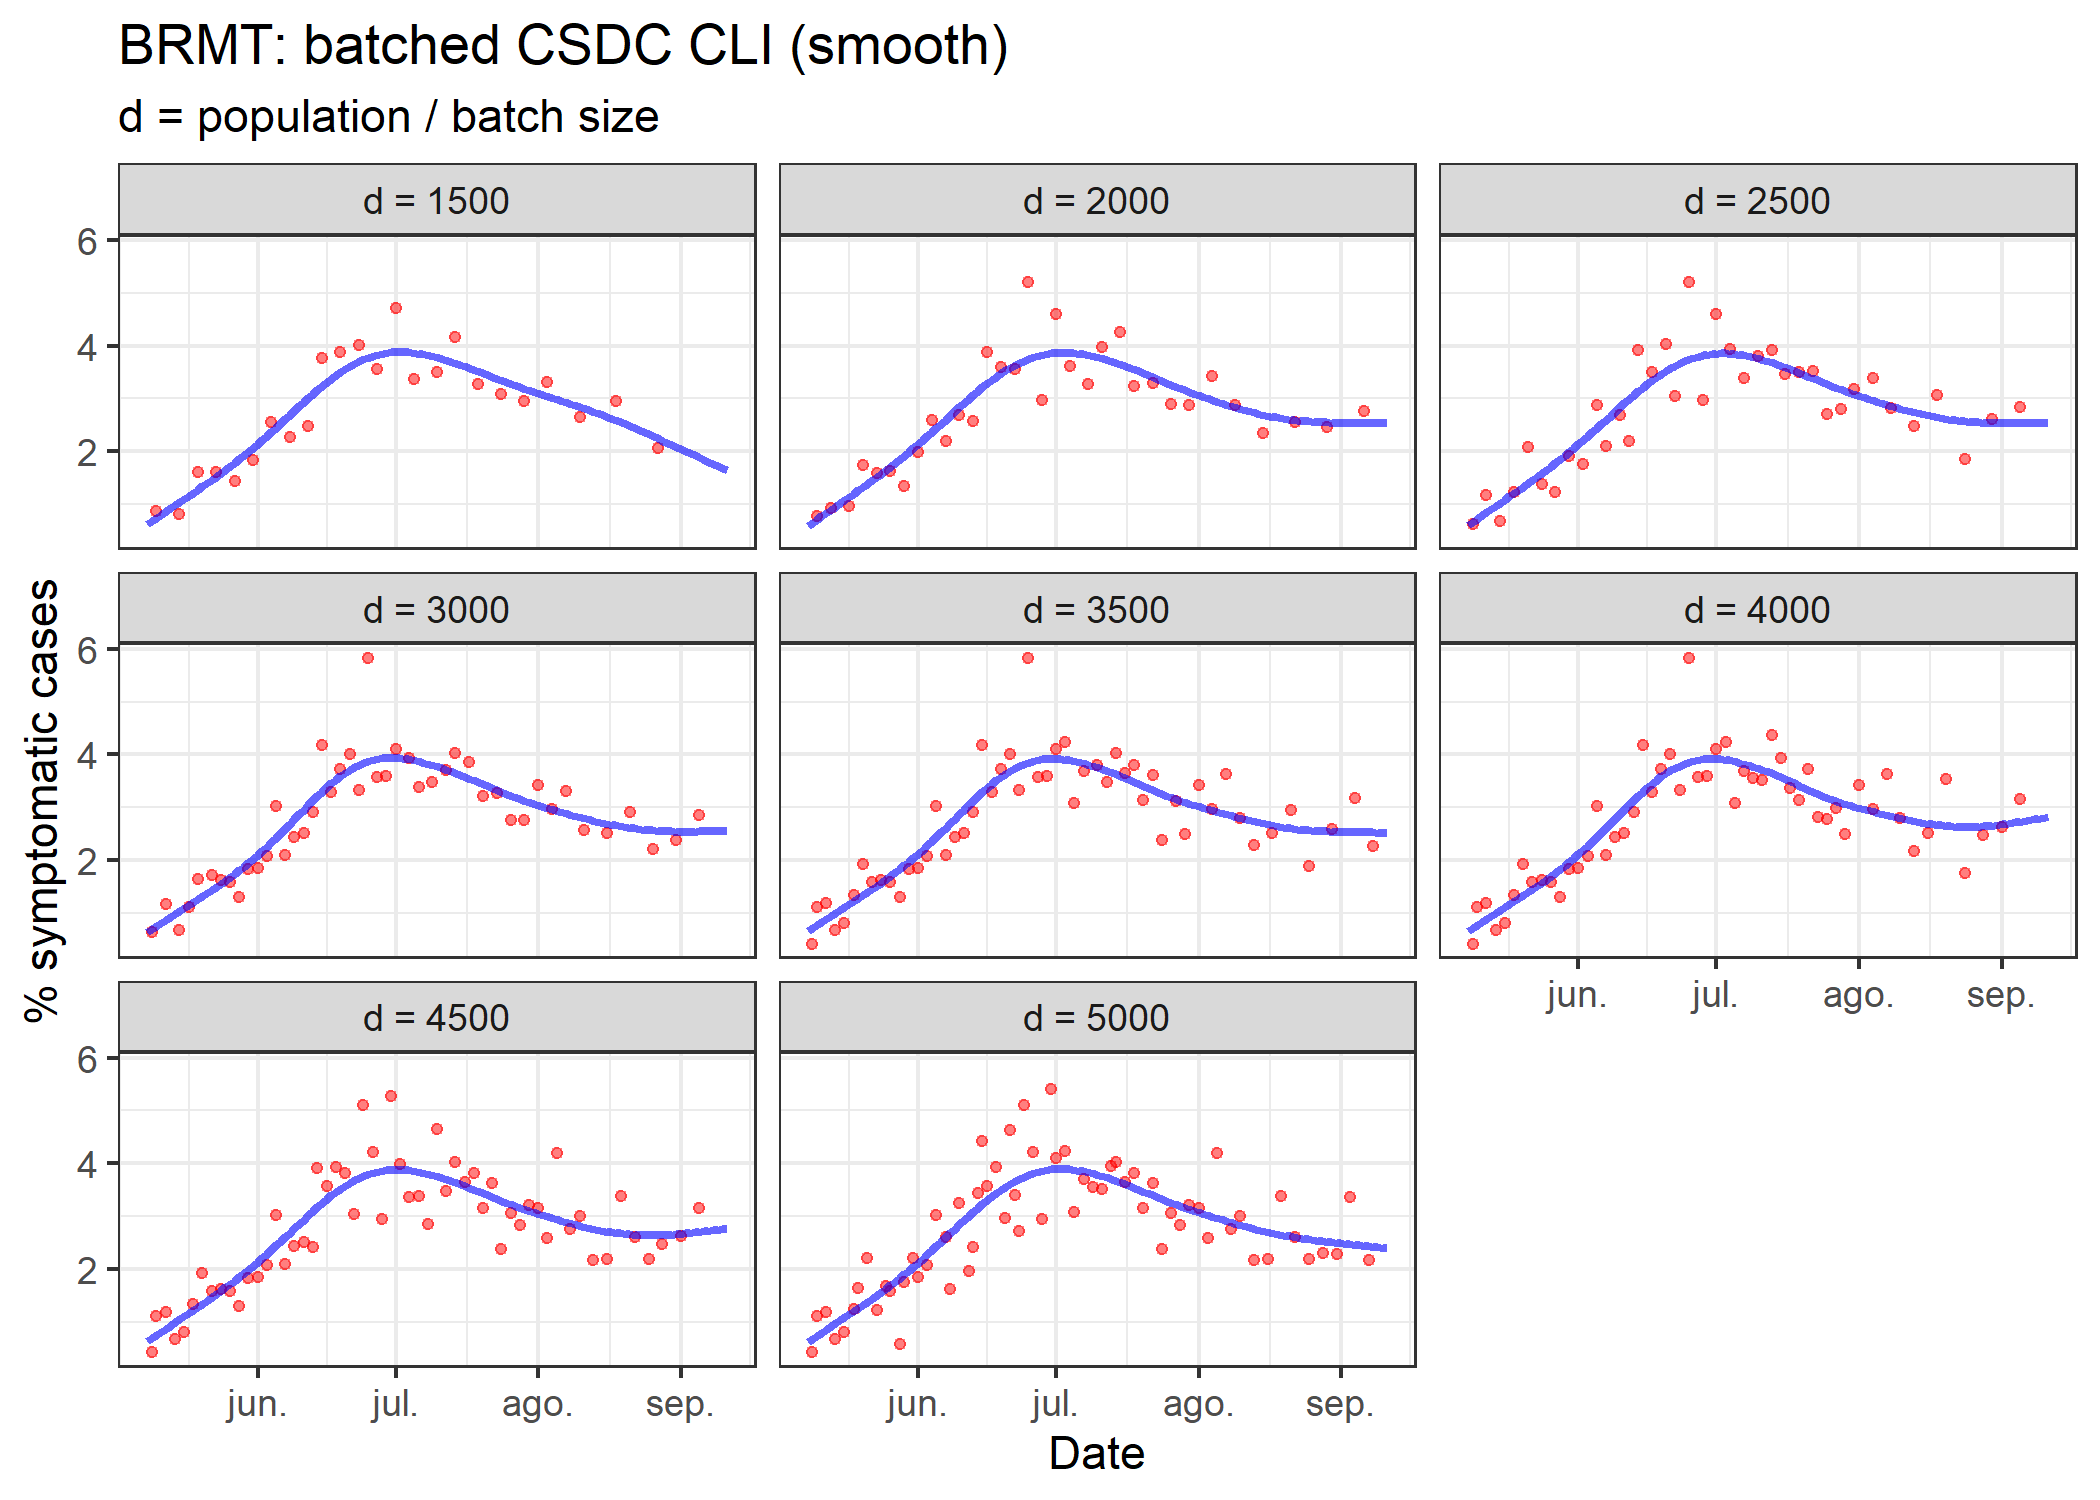 BRMT: batched CSDC CLI (smooth)
d = population / batch size
d = 1500
d = 2000
d = 2500
6
4
2
d = 3000
d = 3500
d = 4000
6
4
2
jun.
jul.
ago.
sep.
% symptomatic cases
d = 4500
d = 5000
6
4
2
jun.
jul.
ago.
sep.
jun.
jul.
ago.
sep.
Date